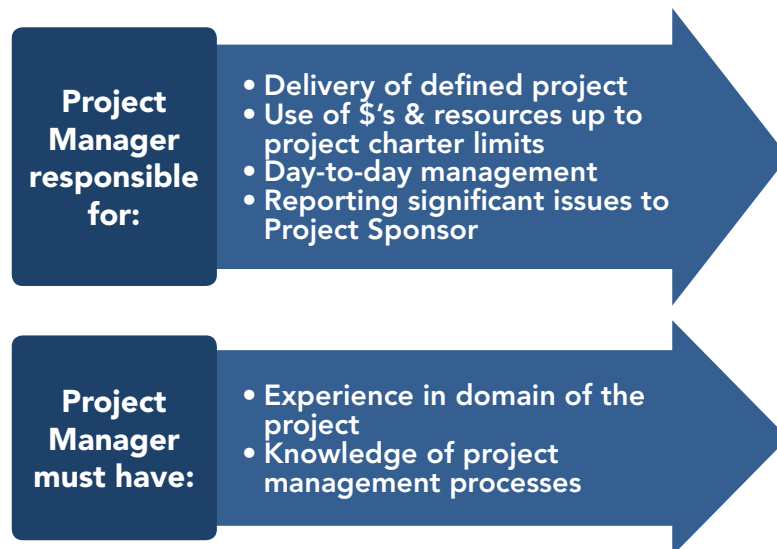 Project
Manager
responsible
for:
• Delivery of defined project
• Use of $'s & resources up to
project charter limits
• Day-to-day management
• Reporting significant issues to
Project Sponsor
Project
Manager
must have:
• Experience in domain of the
project
• Knowledge of project
management processes